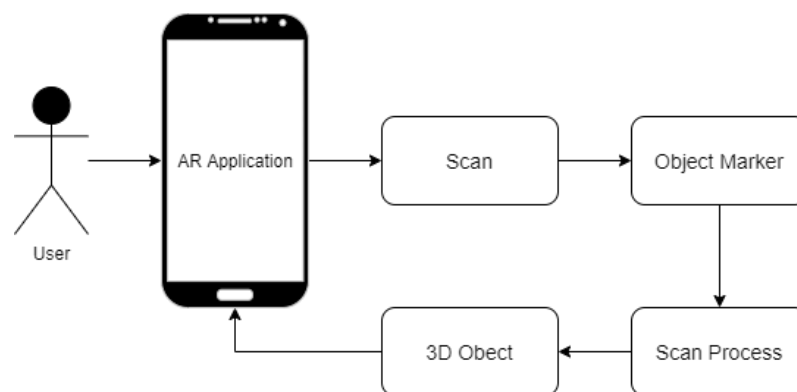 User
AR Application
Scan
Object Marker
Scan Process
3D Obect